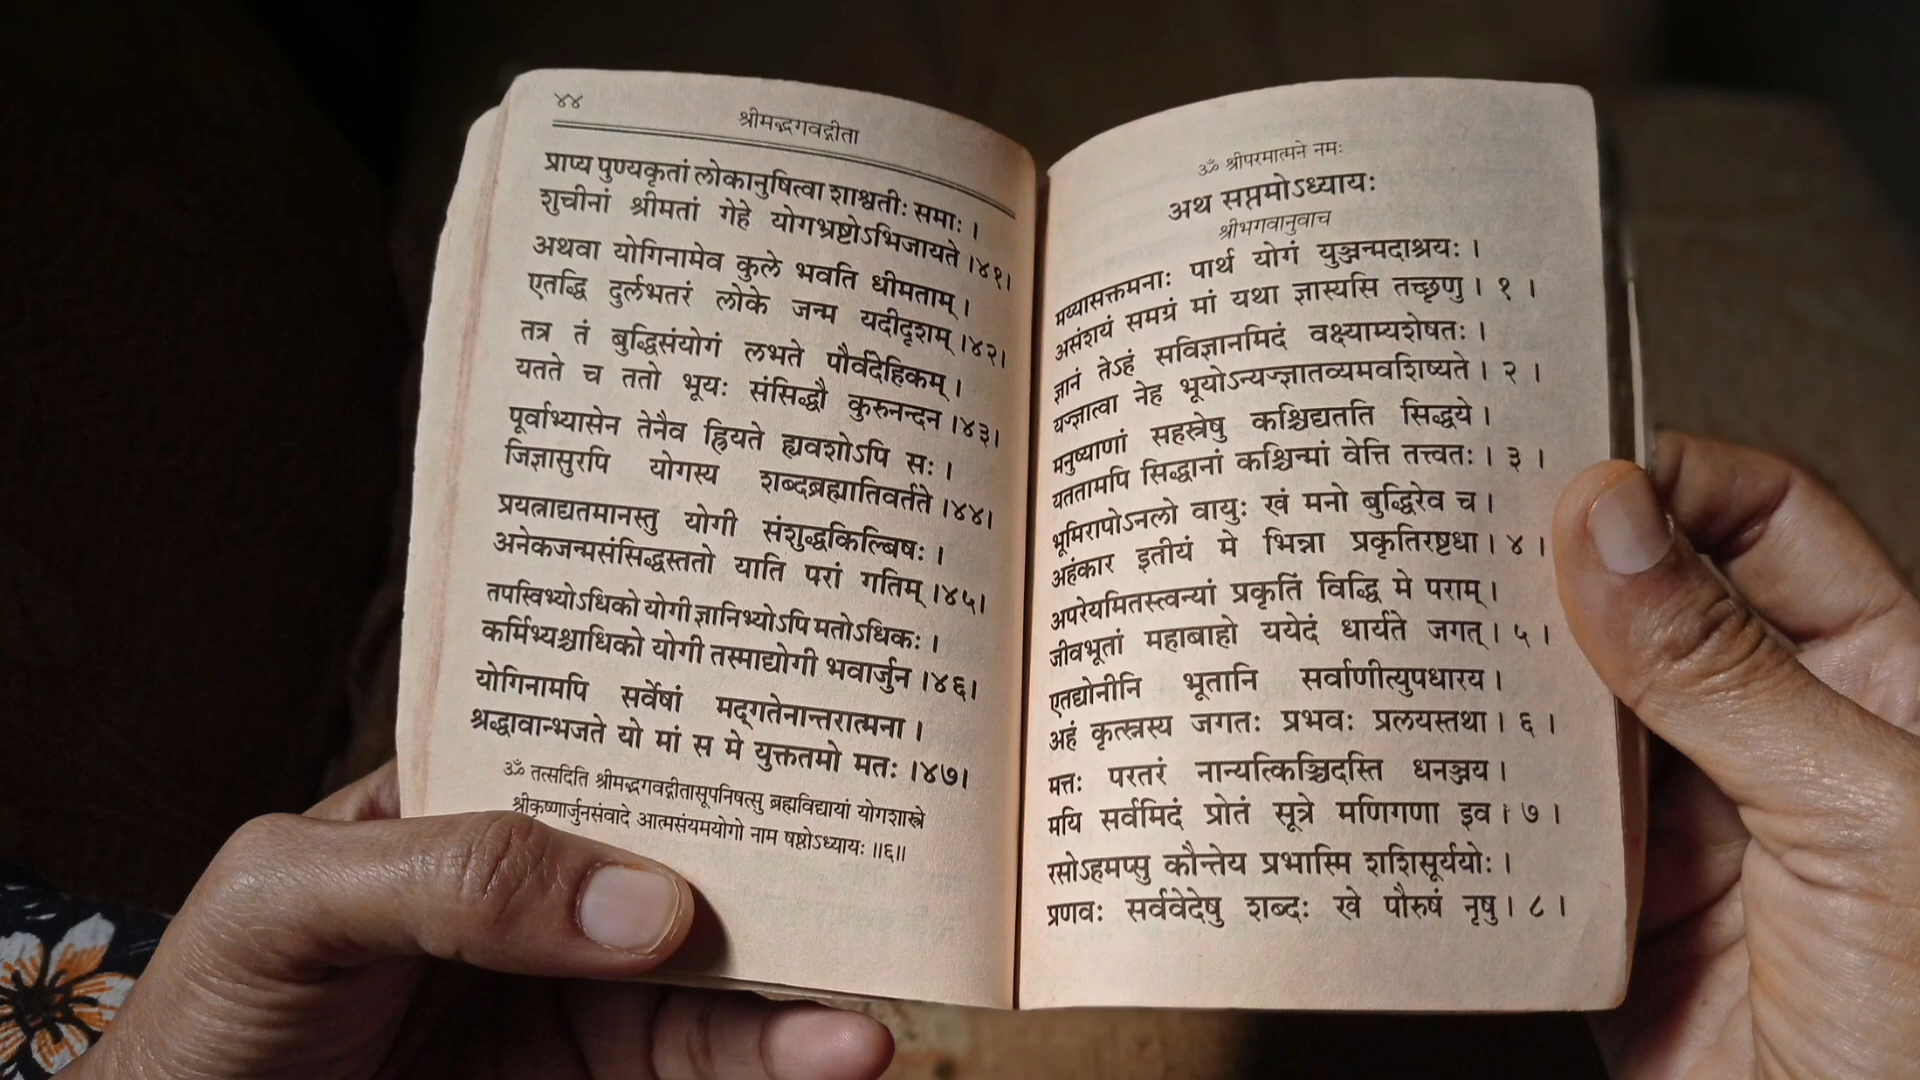 ४४
श्रीमद्भगवद्गीता
प्राप्य पुण्यकृतां लोकानुषित्वा शाश्वतीः समाः ।
शुचीनां श्रीमतां गेहे योगभ्रष्टोऽभिजायते ।४१।
अथवा योगिनामेव कुले भवति धीमताम् ।
एतद्धि दुर्लभतरं लोके जन्म यदीदृशम् ।४२।
तत्र तं बुद्धिसंयोगं लभते पौर्वदेहिकम् ।
यतते च ततो भूयः संसिद्धौ कुरुनन्दन ।४३।
पूर्वाभ्यासेन तेनैव ह्रियते ह्यवशोऽपि सः ।
जिज्ञासुरपि योगस्य शब्दब्रह्मातिवर्तते ।४४।
प्रयत्नाद्यतमानस्तु योगी संशुद्धकिल्बिषः ।
अनेकजन्मसंसिद्धस्ततो याति परां गतिम् ।४५।
तपस्विभ्योऽधिको योगी ज्ञानिभ्योऽपि मतोऽधिकः ।
कर्मिभ्यश्चाधिको योगी तस्माद्योगी भवार्जुन ।४६।
योगिनामपि सर्वेषां मद्गतेनान्तरात्मना ।
श्रद्धावान्भजते यो मां स मे युक्ततमो मतः ।४७।
ॐ तत्सदिति श्रीमद्भगवद्गीतासूपनिषत्सु ब्रह्मविद्यायां योगशास्त्रे
श्रीकृष्णार्जुनसंवादे आत्मसंयमयोगो नाम षष्ठोऽध्यायः ॥६॥
ॐ श्रीपरमात्मने नमः
अथ सप्तमोऽध्यायः
श्रीभगवानुवाच
मय्यासक्तमनाः पार्थ योगं युञ्जन्मदाश्रयः ।
असंशयं समग्रं मां यथा ज्ञास्यसि तच्छृणु । १ ।
ज्ञानं तेऽहं सविज्ञानमिदं वक्ष्याम्यशेषतः ।
यज्ज्ञात्वा नेह भूयोऽन्यज्ज्ञातव्यमवशिष्यते । २ ।
मनुष्याणां सहस्रेषु कश्चिद्यतति सिद्धये ।
यततामपि सिद्धानां कश्चिन्मां वेत्ति तत्त्वतः । ३ ।
भूमिरापोऽनलो वायुः खं मनो बुद्धिरेव च ।
अहंकार इतीयं मे भिन्ना प्रकृतिरष्टधा । ४ ।
अपरेयमितस्त्वन्यां प्रकृतिं विद्धि मे पराम् ।
जीवभूतां महाबाहो ययेदं धार्यते जगत् । ५ ।
एतद्योनीनि भूतानि सर्वाणीत्युपधारय ।
अहं कृत्स्नस्य जगतः प्रभवः प्रलयस्तथा । ६ ।
मत्तः परतरं नान्यत्किञ्चिदस्ति धनञ्जय ।
मयि सर्वमिदं प्रोतं सूत्रे मणिगणा इव । ७ ।
रसोऽहमप्सु कौन्तेय प्रभास्मि शशिसूर्ययोः ।
प्रणवः सर्ववेदेषु शब्दः खे पौरुषं नृषु । ८ ।